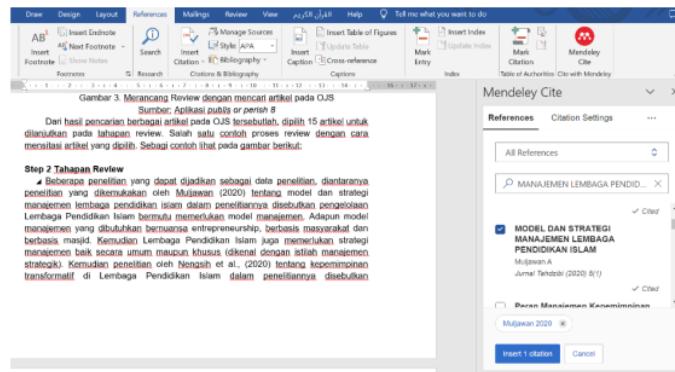 Draw Design Layout References Mailings Review View القرآن الكريم Help Tell me what you want to do
AB¹ Insert Endnote
Insert Footnote
Next Footnote
Show Notes
Footnotes
Search
Research
Insert Citation
Manage Sources
Style: APA
Bibliography
Citations & Bibliography
Insert Caption
Insert Table of Figures
Update Table
Cross-reference
Captions
Mark Entry
Insert Index
Update Index
Index
Mark Citation
Table of Authorities
Mendeley Cite
Cite with Mendeley
Gambar 3. Merancang Review dengan mencari artikel pada OJS
Sumber; Aplikasi publis or perish 8
Dari hasil pencarian berbagai artikel pada OJS tersebutlah, dipilih 15 artikel untuk
dilanjutkan pada tahapan review. Salah satu contoh proses review dengan cara
mensitasi artikel yang dipilih. Sebagi contoh lihat pada gambar berikut:
Step 2 Tahapan Review
Beberapa penelitian yang dapat dijadikan sebagai data penelitian, diantaranya
penelitian yang dikemukakan oleh Muljawan (2020) tentang model dan strategi
manajemen lembaga pendidikan islam dalam penelitiannya disebutkan pengelolaan
Lembaga Pendidikan Islam bermutu memerlukan model manajemen. Adapun model
manajemen yang dibutuhkan bernuansa entrepreneurship, berbasis masyarakat dan
berbasis masjid. Kemudian Lembaga Pendidikan Islam juga memerlukan strategi
manajemen baik secara umum maupun khusus (dikenal dengan istilah manajemen
strategik). Kemudian penelitian oleh Nengsih et al., (2020) tentang kepemimpinan
transformatif di Lembaga Pendidikan Islam dalam penelitiannya disebutkan
Mendeley Cite
References Citation Settings ...
All References
MANAJEMEN LEMBAGA PENDID...
Cited
MODEL DAN STRATEGI
MANAJEMEN LEMBAGA
PENDIDIKAN ISLAM
Muljawan A
Jurnal Tahdzibi (2020) 5(1)
Cited
Peran Manajemen Kepemimpinan
Muljawan 2020
Insert 1 citation Cancel